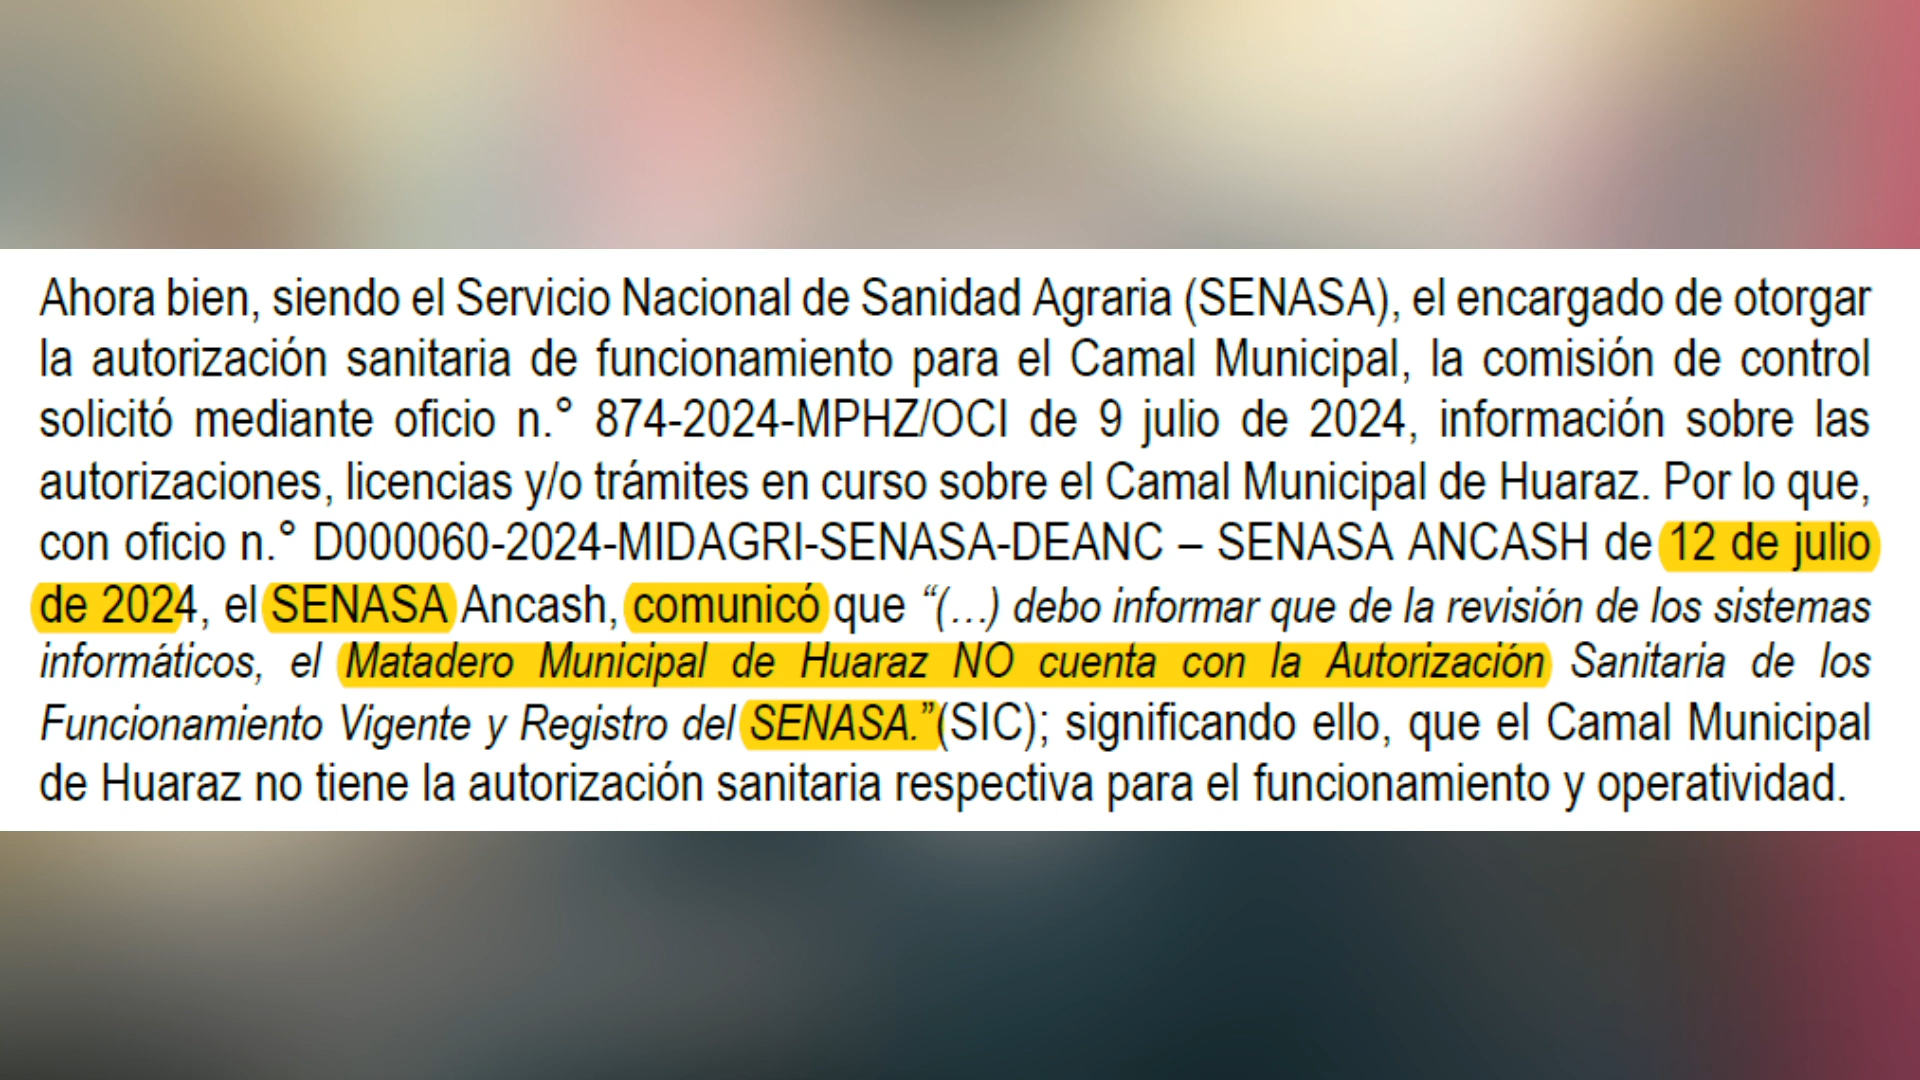 Ahora bien, siendo el Servicio Nacional de Sanidad Agraria (SENASA), el encargado de otorgar
la autorización sanitaria de funcionamiento para el Camal Municipal, la comisión de control
solicitó mediante oficio n.° 874-2024-MPHZ/OCI de 9 julio de 2024, información sobre las
autorizaciones, licencias y/o trámites en curso sobre el Camal Municipal de Huaraz. Por lo que,
con oficio n.° D000060-2024-MIDAGRI-SENASA-DEANC – SENASA ANCASH de 12 de julio
de 2024, el SENASA Ancash, comunicó que “(…) debo informar que de la revisión de los sistemas
informáticos, el Matadero Municipal de Huaraz NO cuenta con la Autorización Sanitaria de los
Funcionamiento Vigente y Registro del SENASA.”(SIC); significando ello, que el Camal Municipal
de Huaraz no tiene la autorización sanitaria respectiva para el funcionamiento y operatividad.